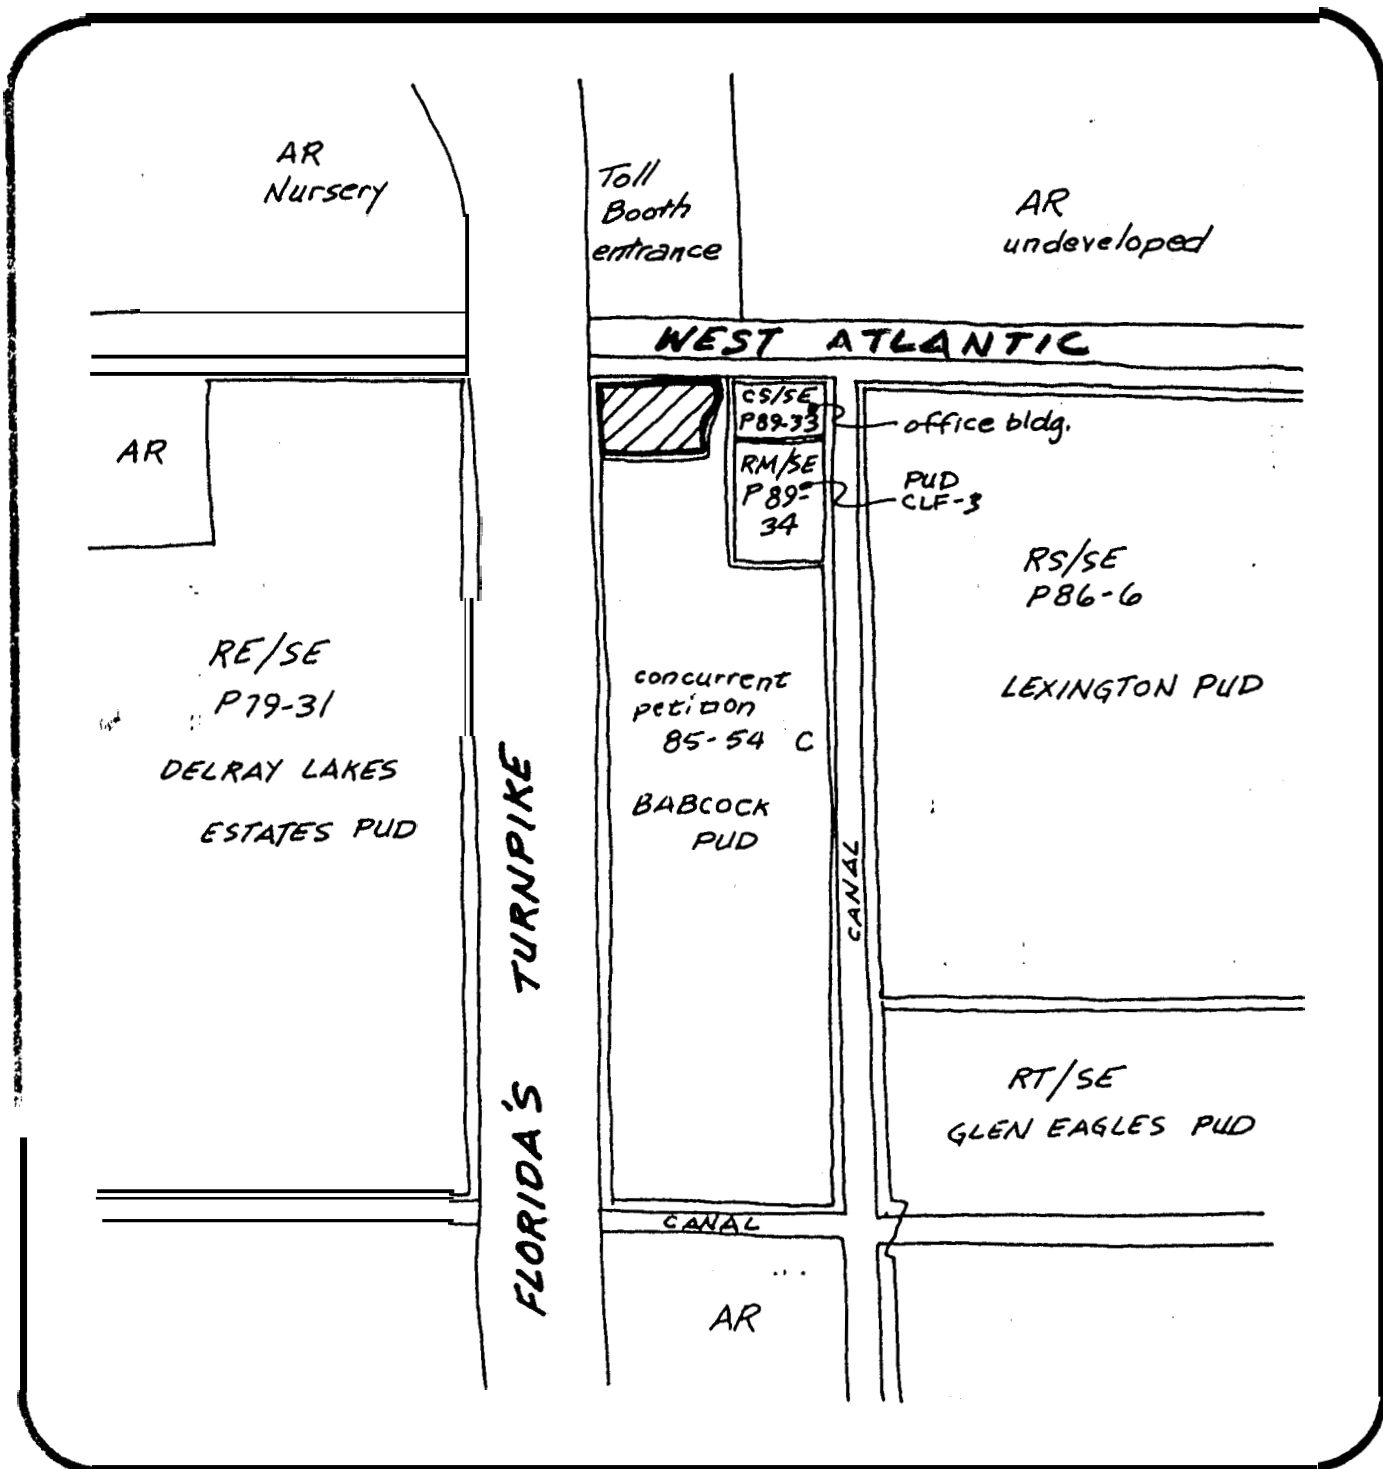 AR
Nursery
Toll
Booth
entrance
AR
undeveloped
WEST ATLANTIC
AR
CS/SE
P89-33
office bldg.
RM/SE
P89-
34
PUD
CLF-3
RS/SE
P86-6
LEXINGTON PUD
RE/SE
P79-31
DELRAY LAKES
ESTATES PUD
FLORIDA'S TURNPIKE
concurrent
petition
85-54 C
BABCOCK
PUD
CANAL
RT/SE
GLEN EAGLES PUD
CANAL
AR